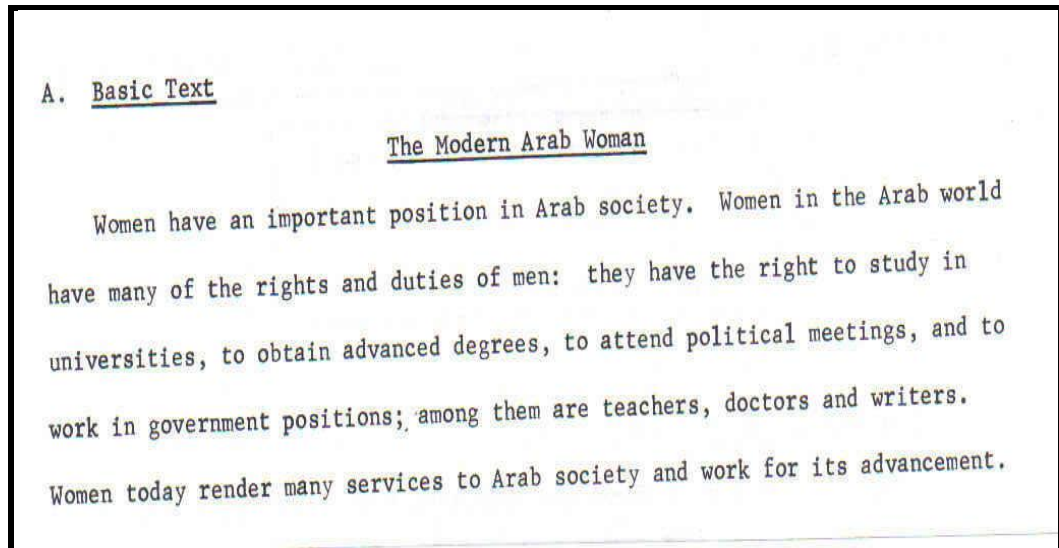 A. Basic Text
The Modern Arab Woman
Women have an important position in Arab society. Women in the Arab world
have many of the rights and duties of men: they have the right to study in
universities, to obtain advanced degrees, to attend political meetings, and to
work in government positions; among them are teachers, doctors and writers.
Women today render many services to Arab society and work for its advancement.